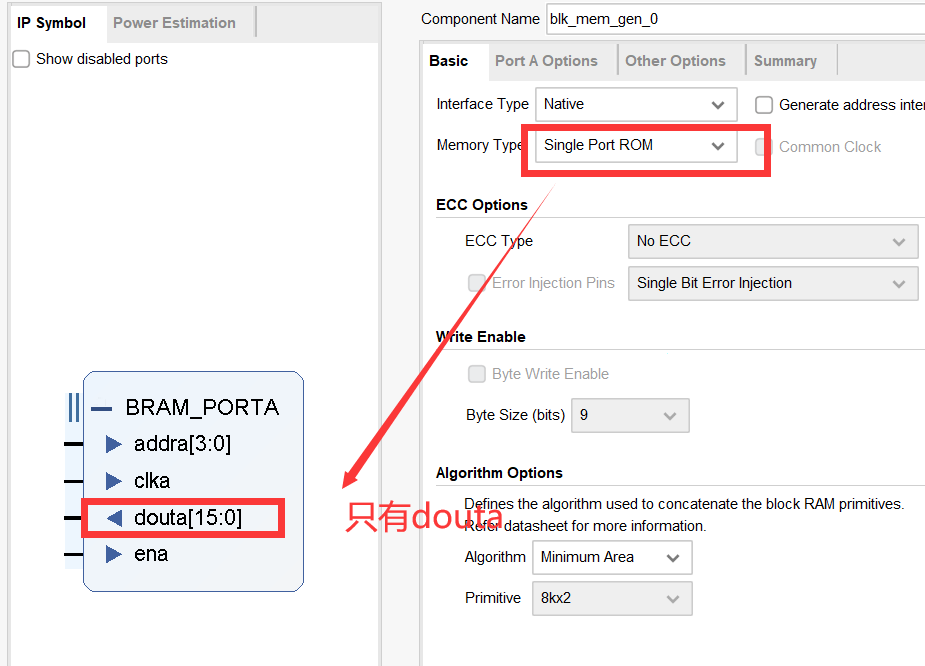 IP Symbol
Power Estimation
Show disabled ports
BRAM_PORTA
addra[3:0]
clka
douta[15:0]
ena
只有douta
Component Name blk_mem_gen_0
Basic
Port A Options
Other Options
Summary
Interface Type Native
Generate address inter
Memory Type Single Port ROM
Common Clock
ECC Options
ECC Type No ECC
Error Injection Pins Single Bit Error Injection
Write Enable
Byte Write Enable
Byte Size (bits) 9
Algorithm Options
Defines the algorithm used to concatenate the block RAM primitives.
Refer datasheet for more information.
Algorithm Minimum Area
Primitive 8kx2